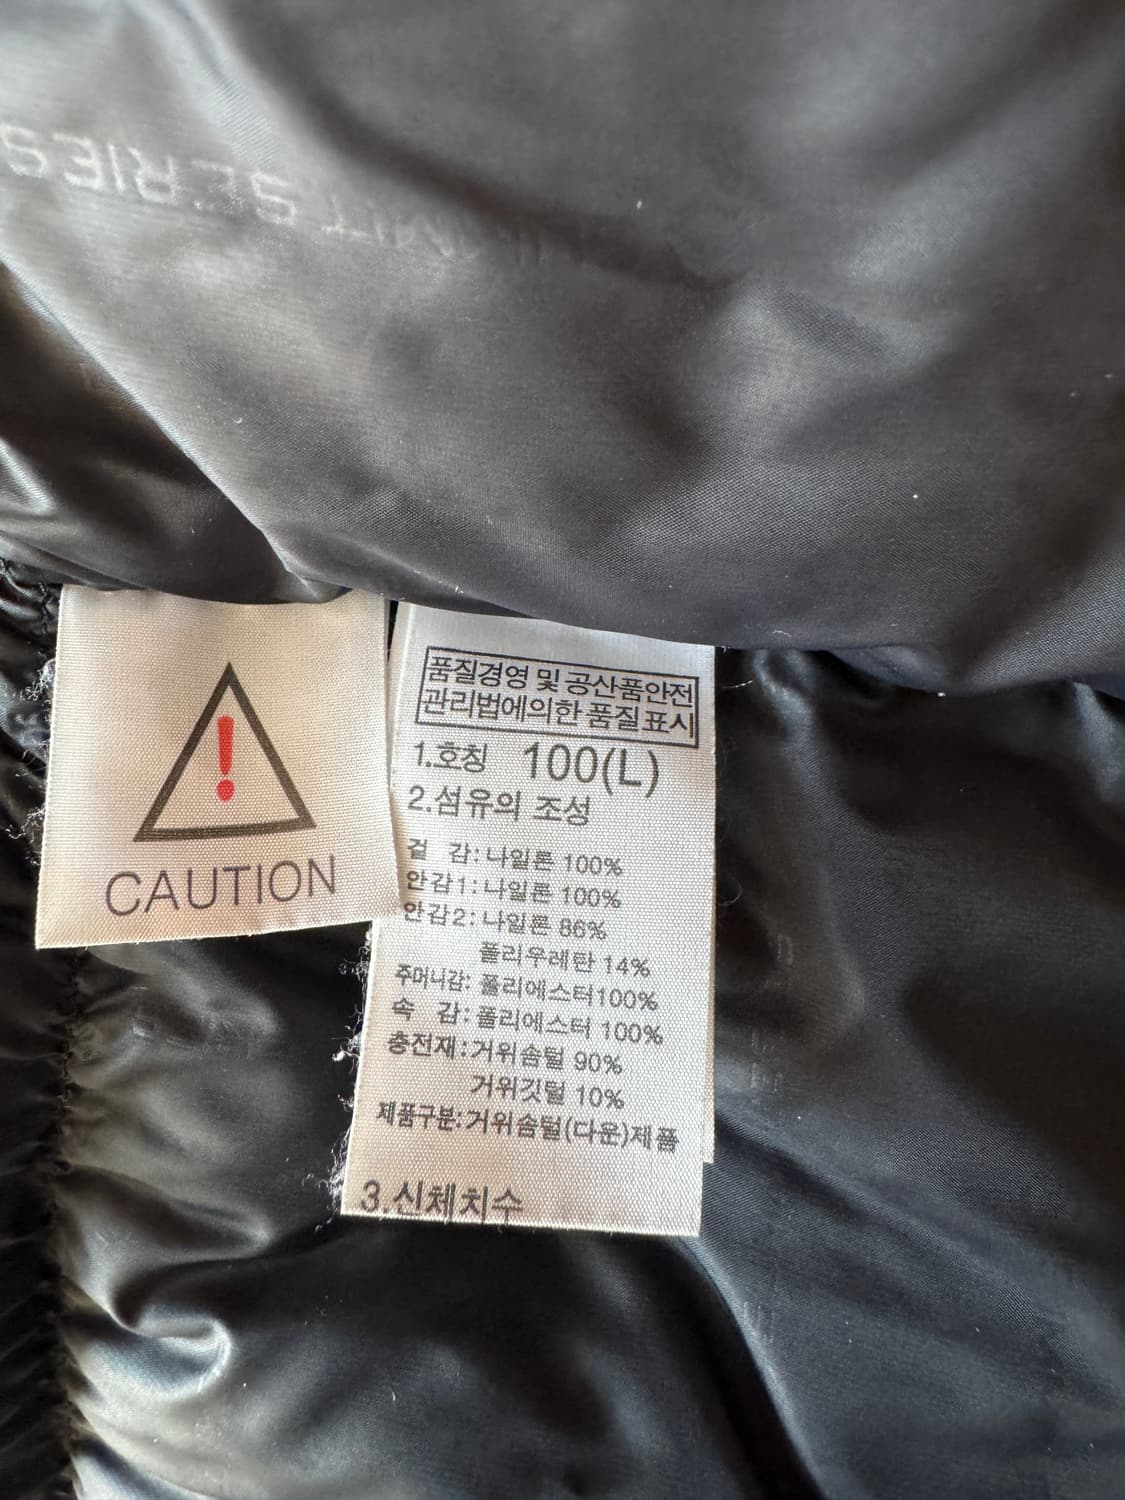 SUMMIT SERIES
CAUTION
품질경영 및 공산품안전
관리법에의한 품질표시
1.호칭 100(L)
2.섬유의 조성
겉 감: 나일론 100%
안감1: 나일론 100%
안감2: 나일론 86%
폴리우레탄 14%
주머니감: 폴리에스터100%
속 감: 폴리에스터 100%
충전재: 거위솜털 90%
거위깃털 10%
제품구분:거위솜털(다운)제품
3.신체치수